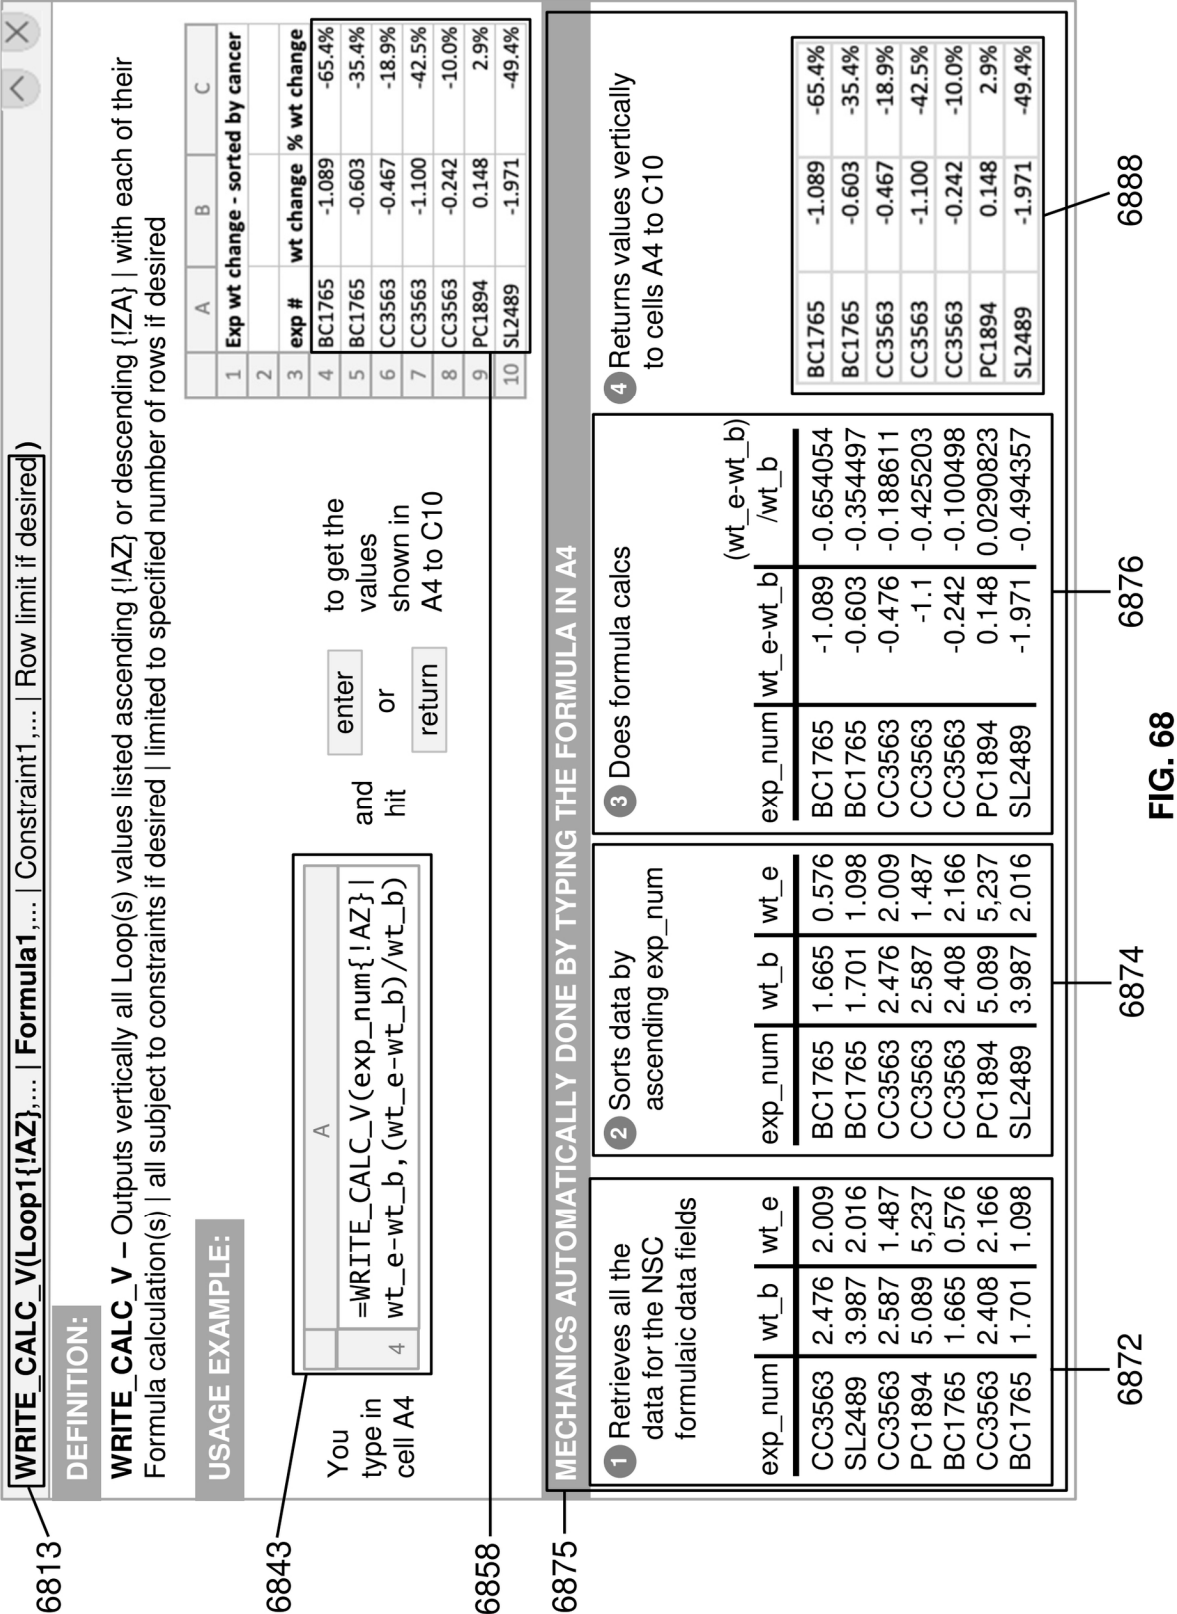 WRITE_CALC_V(Loop1{!AZ},... | Formula1,... | Constraint1,... | Row limit if desired )
6813
DEFINITION:
WRITE_CALC_V – Outputs vertically all Loop(s) values listed ascending {!AZ} or descending {!ZA} | with each of their
Formula calculation(s) | all subject to constraints if desired | limited to specified number of rows if desired
USAGE EXAMPLE:
You
type in
cell A4
A
4 =WRITE_CALC_V(exp_num{!AZ}|
wt_e-wt_b,(wt_e-wt_b)/wt_b)
6843
and
hit
enter
or
return
to get the
values
shown in
A4 to C10
A B C
1 Exp wt change - sorted by cancer
2
3 exp # wt change % wt change
4 BC1765 -1.089 -65.4%
5 BC1765 -0.603 -35.4%
6 CC3563 -0.467 -18.9%
7 CC3563 -1.100 -42.5%
8 CC3563 -0.242 -10.0%
9 PC1894 0.148 2.9%
10 SL2489 -1.971 -49.4%
6858
MECHANICS AUTOMATICALLY DONE BY TYPING THE FORMULA IN A4
6875
1 Retrieves all the
data for the NSC
formulaic data fields
exp_num wt_b wt_e
CC3563 2.476 2.009
SL2489 3.987 2.016
CC3563 2.587 1.487
PC1894 5.089 5,237
BC1765 1.665 0.576
CC3563 2.408 2.166
BC1765 1.701 1.098
6872
2 Sorts data by
ascending exp_num
exp_num wt_b wt_e
BC1765 1.665 0.576
BC1765 1.701 1.098
CC3563 2.476 2.009
CC3563 2.587 1.487
CC3563 2.408 2.166
PC1894 5.089 5,237
SL2489 3.987 2.016
6874
3 Does formula calcs
(wt_e-wt_b)
exp_num wt_e-wt_b /wt_b
BC1765 -1.089 -0.654054
BC1765 -0.603 -0.354497
CC3563 -0.476 -0.188611
CC3563 -1.1 -0.425203
CC3563 -0.242 -0.100498
PC1894 0.148 0.0290823
SL2489 -1.971 -0.494357
6876
4 Returns values vertically
to cells A4 to C10
BC1765 -1.089 -65.4%
BC1765 -0.603 -35.4%
CC3563 -0.467 -18.9%
CC3563 -1.100 -42.5%
CC3563 -0.242 -10.0%
PC1894 0.148 2.9%
SL2489 -1.971 -49.4%
6888
FIG. 68